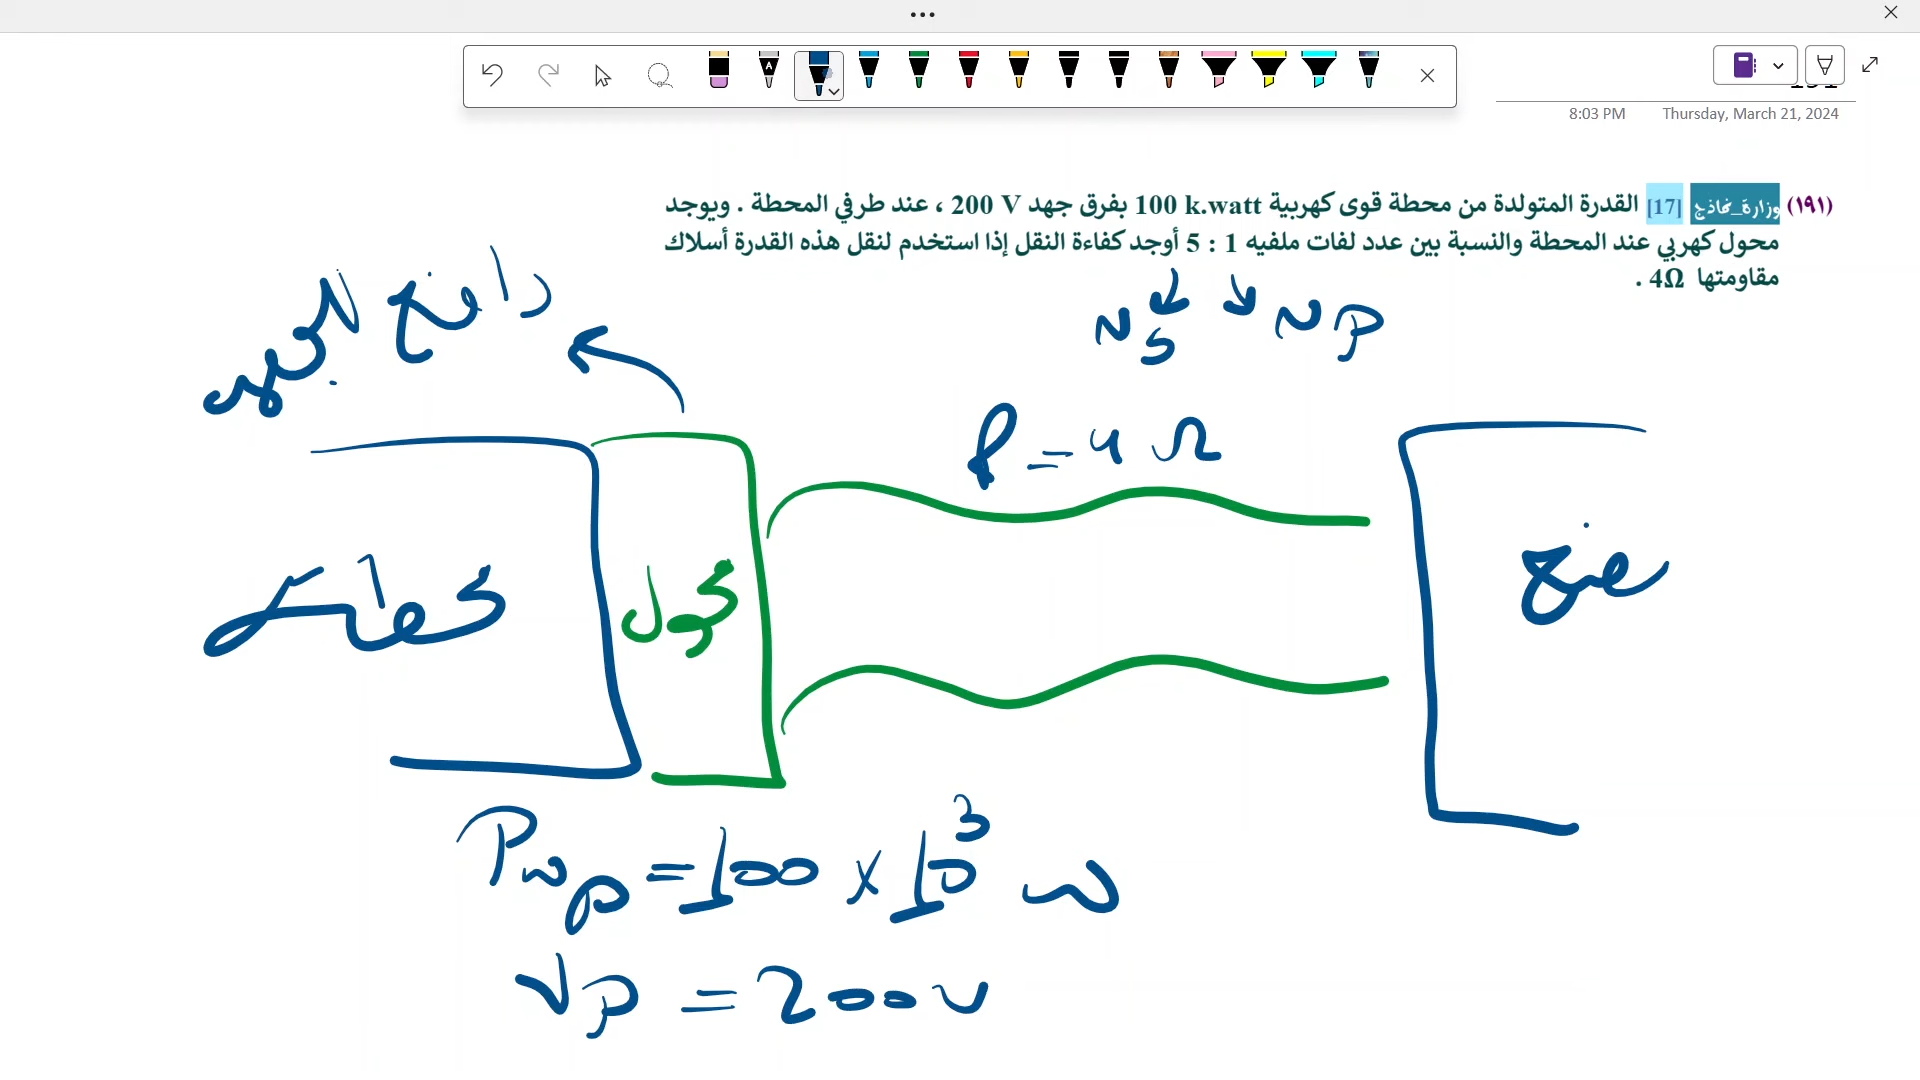 8:03 PM Thursday, March 21, 2024
(١٩١) وزارة_نماذج [17] القدرة المتولدة من محطة قوى كهربية 100 k.watt بفرق جهد 200 V ، عند طرفي المحطة . ويوجد
محول كهربي عند المحطة والنسبة بين عدد لفات ملفيه 1 : 5 أوجد كفاءة النقل إذا استخدم لنقل هذه القدرة أسلاك
مقاومتها 4Ω .
Ns Np
رافع للجهد
R = 4 Ω
محطة
محول
مصنع
Pwp = 100 x 10³ w
Vp = 200 v